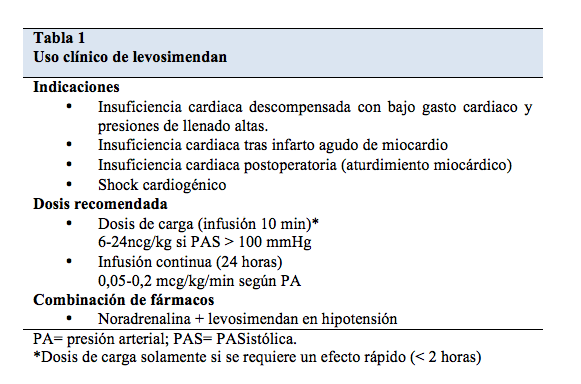 Tabla 1
Uso clínico de levosimendan
Indicaciones
• Insuficiencia cardiaca descompensada con bajo gasto cardiaco y
presiones de llenado altas.
• Insuficiencia cardiaca tras infarto agudo de miocardio
• Insuficiencia cardiaca postoperatoria (aturdimiento miocárdico)
• Shock cardiogénico
Dosis recomendada
• Dosis de carga (infusión 10 min)*
6-24ncg/kg si PAS > 100 mmHg
• Infusión continua (24 horas)
0,05-0,2 mcg/kg/min según PA
Combinación de fármacos
• Noradrenalina + levosimendan en hipotensión
PA= presión arterial; PAS= PASistólica.
*Dosis de carga solamente si se requiere un efecto rápido (< 2 horas)